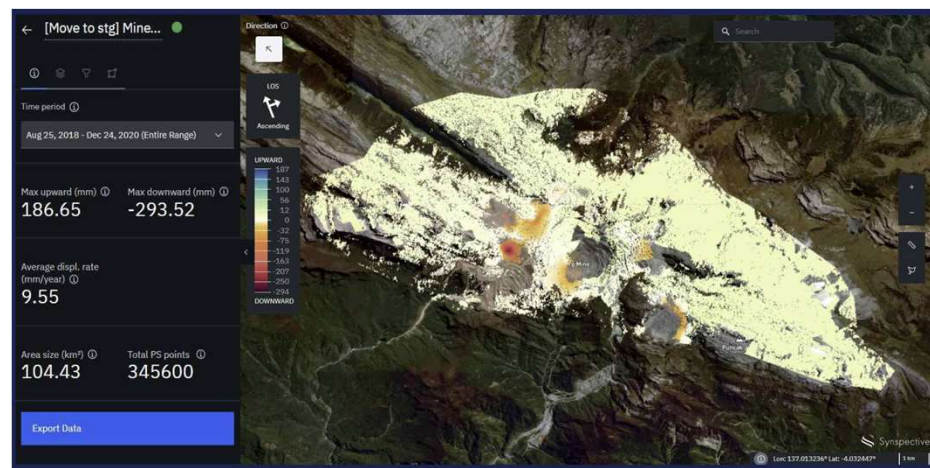 [Move to stg] Mine...
Time period
Aug 25, 2018 - Dec 24, 2020 (Entire Range)
Max upward (mm)
Max downward (mm)
186.65
-293.52
Average displ. rate
(mm/year)
9.55
Area size (km²)
Total PS points
104.43
345600
Export Data
Direction
LOS
Ascending
UPWARD
187
143
100
56
12
0
-32
-75
-119
-163
-207
-250
-294
DOWNWARD
Search
Mine
Puncak
Synspective
Lon: 137.013236° Lat: -4.032447°
5 km